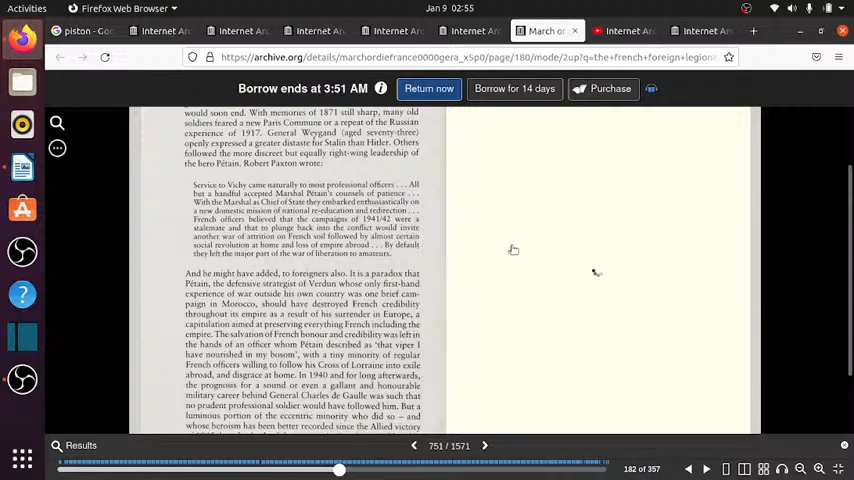 Activities
Firefox Web Browser
Jan 9 02:55
piston - Goo
Internet Ar
Internet Ar
Internet Ar
Internet Ar
Internet Ar
March or
Internet Ar
Internet Ar
https://archive.org/details/marchordiefrance0000gera_x5p0/page/180/mode/2up?q=the+french+foreign+legion
Borrow ends at 3:51 AM
Return now
Borrow for 14 days
Purchase
would soon end. With memories of 1871 still sharp, many old
soldiers feared a new Paris Commune or a repeat of the Russian
experience of 1917. General Weygand (aged seventy-three)
openly expressed a greater distaste for Stalin than Hitler. Others
followed the more discreet but equally right-wing leadership of
the hero Pétain. Robert Paxton wrote:
Service to Vichy came naturally to most professional officers . . . All
but a handful accepted Marshal Pétain's counsels of patience . . .
With the Marshal as Chief of State they embarked enthusiastically on
a new domestic mission of national re-education and redirection . . .
French officers believed that the campaigns of 1941/42 were a
stalemate and that to plunge back into the conflict would invite
another war of attrition on French soil followed by almost certain
social revolution at home and loss of empire abroad . . . By default
they left the major part of the war of liberation to amateurs.
And he might have added, to foreigners also. It is a paradox that
Pétain, the defensive strategist of Verdun whose only first-hand
experience of war outside his own country was one brief cam-
paign in Morocco, should have destroyed French credibility
throughout its empire as a result of his surrender in Europe, a
capitulation aimed at preserving everything French including the
empire. The salvation of French honour and credibility was left in
the hands of an officer whom Pétain described as 'that viper I
have nourished in my bosom', with a tiny minority of regular
French officers willing to follow his Cross of Lorraine into exile
abroad, and disgrace at home. In 1940 and for long afterwards,
the prognosis for a sound or even a gallant and honourable
military career behind General Charles de Gaulle was such that
no prudent professional soldier would have followed him. But a
luminous portion of the eccentric minority who did so – and
whose heroism has been better recorded since the Allied victory
Results
751 / 1571
182 of 357